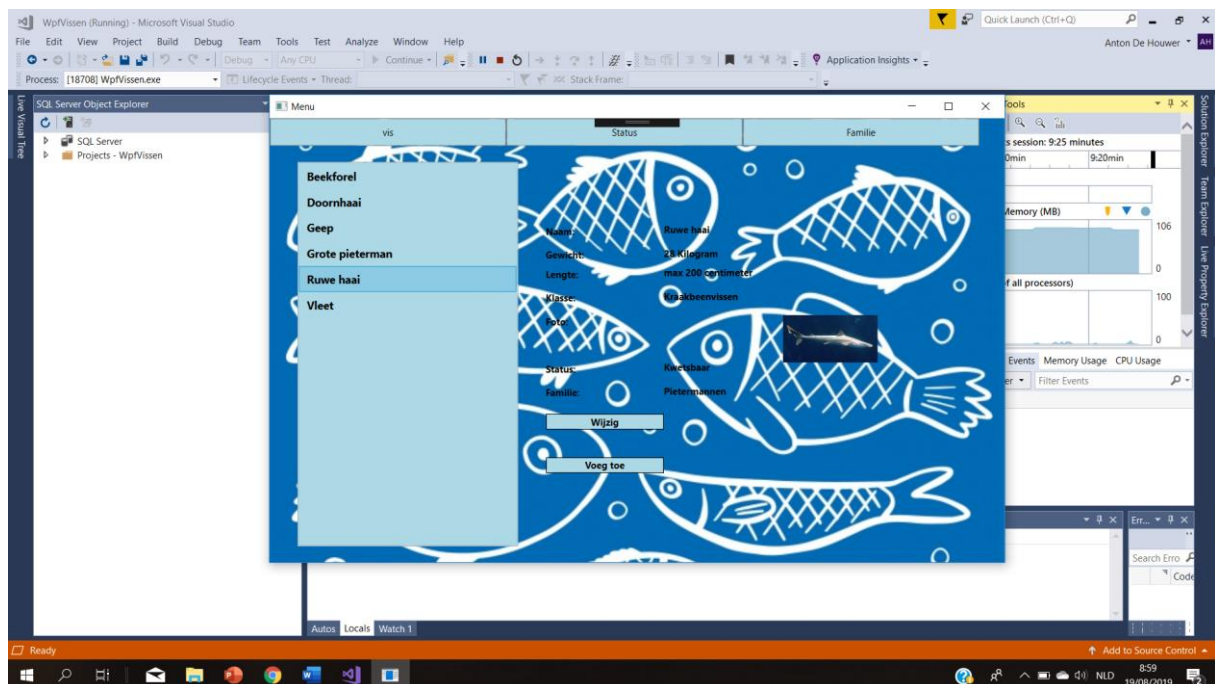 WpfVissen (Running) - Microsoft Visual Studio
Quick Launch (Ctrl+Q)
File Edit View Project Build Debug Team Tools Test Analyze Window Help
Anton De Houwer AH
Debug Any CPU Continue Application Insights
Process: [18708] WpfVissen.exe Lifecycle Events Thread: Stack Frame:
Live Visual Tree
SQL Server Object Explorer
SQL Server
Projects - WpfVissen
Menu
vis Status Familie
Beekforel
Doornhaai
Geep
Grote pieterman
Ruwe haai
Vleet
Naam: Ruwe haai
Gewicht: 28 Kilogram
Lengte: max 200 centimeter
Klasse: Kraakbeenvissen
Foto:
Status: Kwetsbaar
Familie: Pietermannen
Wijzig
Voeg toe
Tools
s session: 9:25 minutes
0min 9:20min
Memory (MB)
106
0
of all processors)
100
0
Events Memory Usage CPU Usage
Filter Events
Solution Explorer Team Explorer Live Property Explorer
Err...
Search Erro
Code
Autos Locals Watch 1
Ready
Add to Source Control
NLD
8:59
19/08/2019